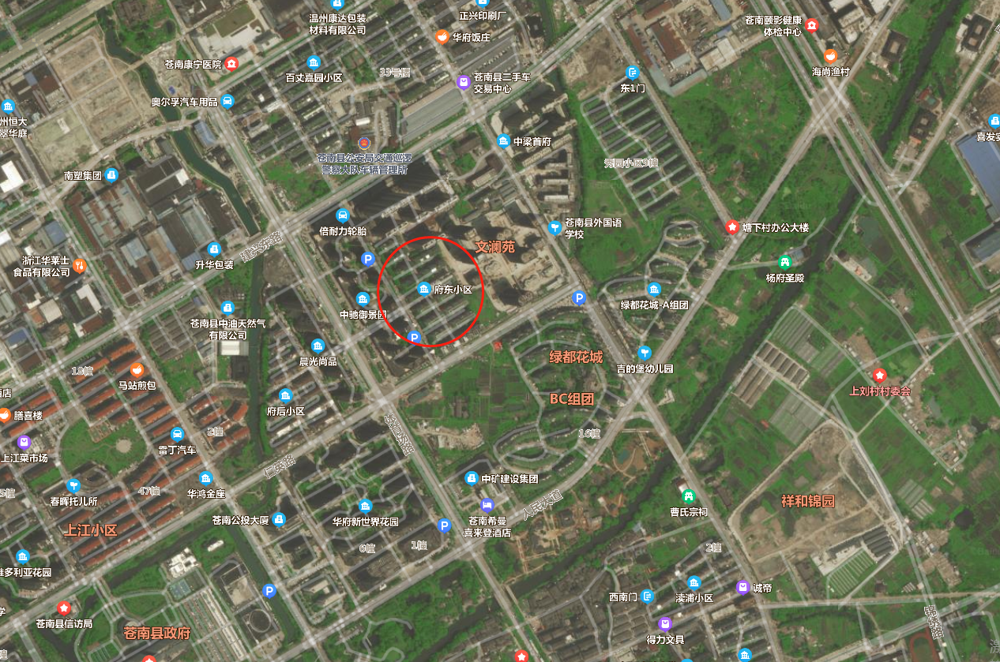 温州康达包装
材料有限公司
正兴印刷厂
华府饭庄
苍南颐影健康
体检中心
海尚渔村
苍南康宁医院
百丈嘉园小区
33号楼
苍南县二手车
交易中心
东1门
奥尔孚汽车用品
州恒大
翠华庭
中梁首府
苍南县公安局交通巡逻
警察大队车辆管理所
秀园小区9幢
南塑集团
倍耐力轮胎
苍南县外国语
学校
塘下村办公大楼
建兴东路
文澜苑
浙江华莱士
食品有限公司
升华包装
杨府圣殿
府东小区
中驰御景园
绿都花城-A组团
苍南县中油天然气
有限公司
晨光尚品
绿都花城
BC组团
吉的堡幼儿园
18幢
马站煎包
上刘村村委会
膳喜楼
府后小区
2幢
雷丁汽车
16幢
上江菜市场
仁英路
春晖托儿所
47幢
华鸿金座
中矿建设集团
人民大道
曹氏宗祠
祥和锦园
上江小区
苍南公投大厦
华府新世界花园
苍南希曼
喜来登酒店
6幢
1幢
2幢
维多利亚花园
西南门
渎浦小区
诚帝
苍南县信访局
苍南县政府
得力文具